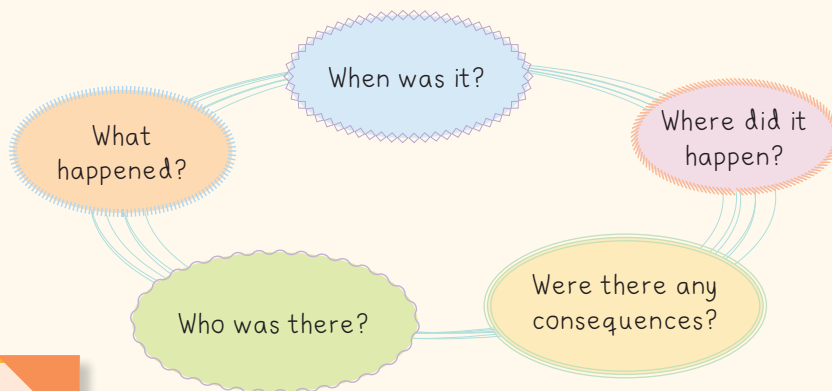 When was it?
What
happened?
Where did it
happen?
Who was there?
Were there any
consequences?